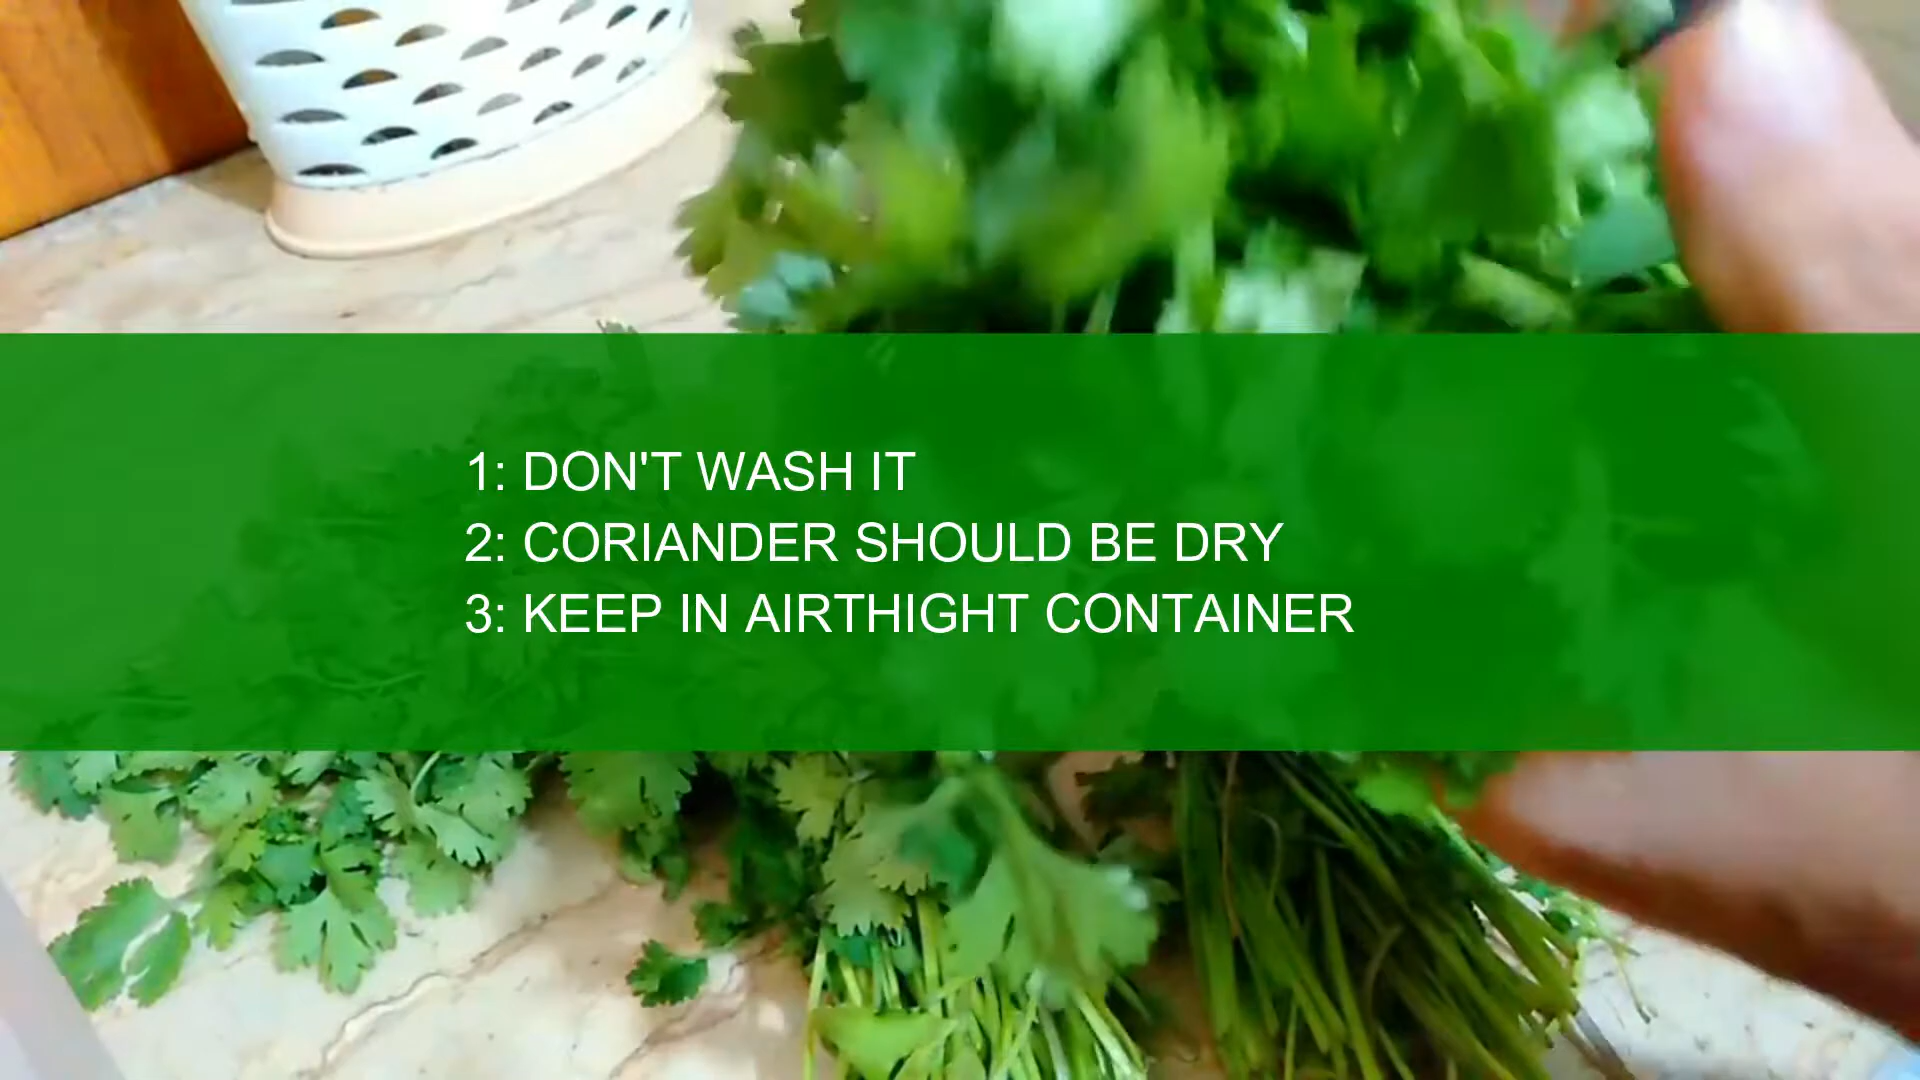 1: DON'T WASH IT
2: CORIANDER SHOULD BE DRY
3: KEEP IN AIRTHIGHT CONTAINER